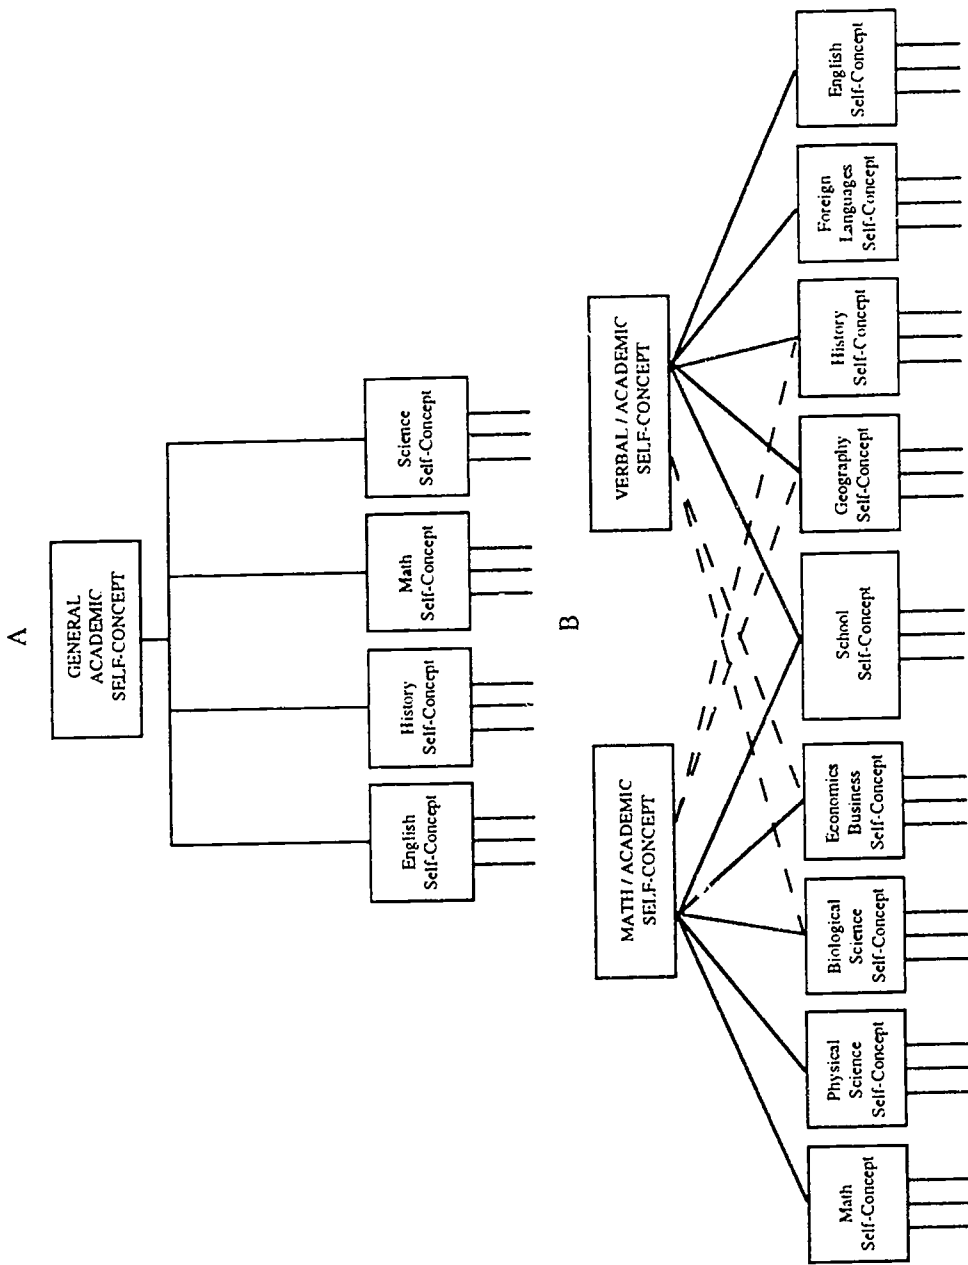 A
GENERAL
ACADEMIC
SELF-CONCEPT
English
Self-Concept
History
Self-Concept
Math
Self-Concept
Science
Self-Concept
B
MATH / ACADEMIC
SELF-CONCEPT
VERBAL / ACADEMIC
SELF-CONCEPT
Math
Self-Concept
Physical
Science
Self-Concept
Biological
Science
Self-Concept
Economics
Business
Self-Concept
School
Self-Concept
Geography
Self-Concept
History
Self-Concept
Foreign
Languages
Self-Concept
English
Self-Concept